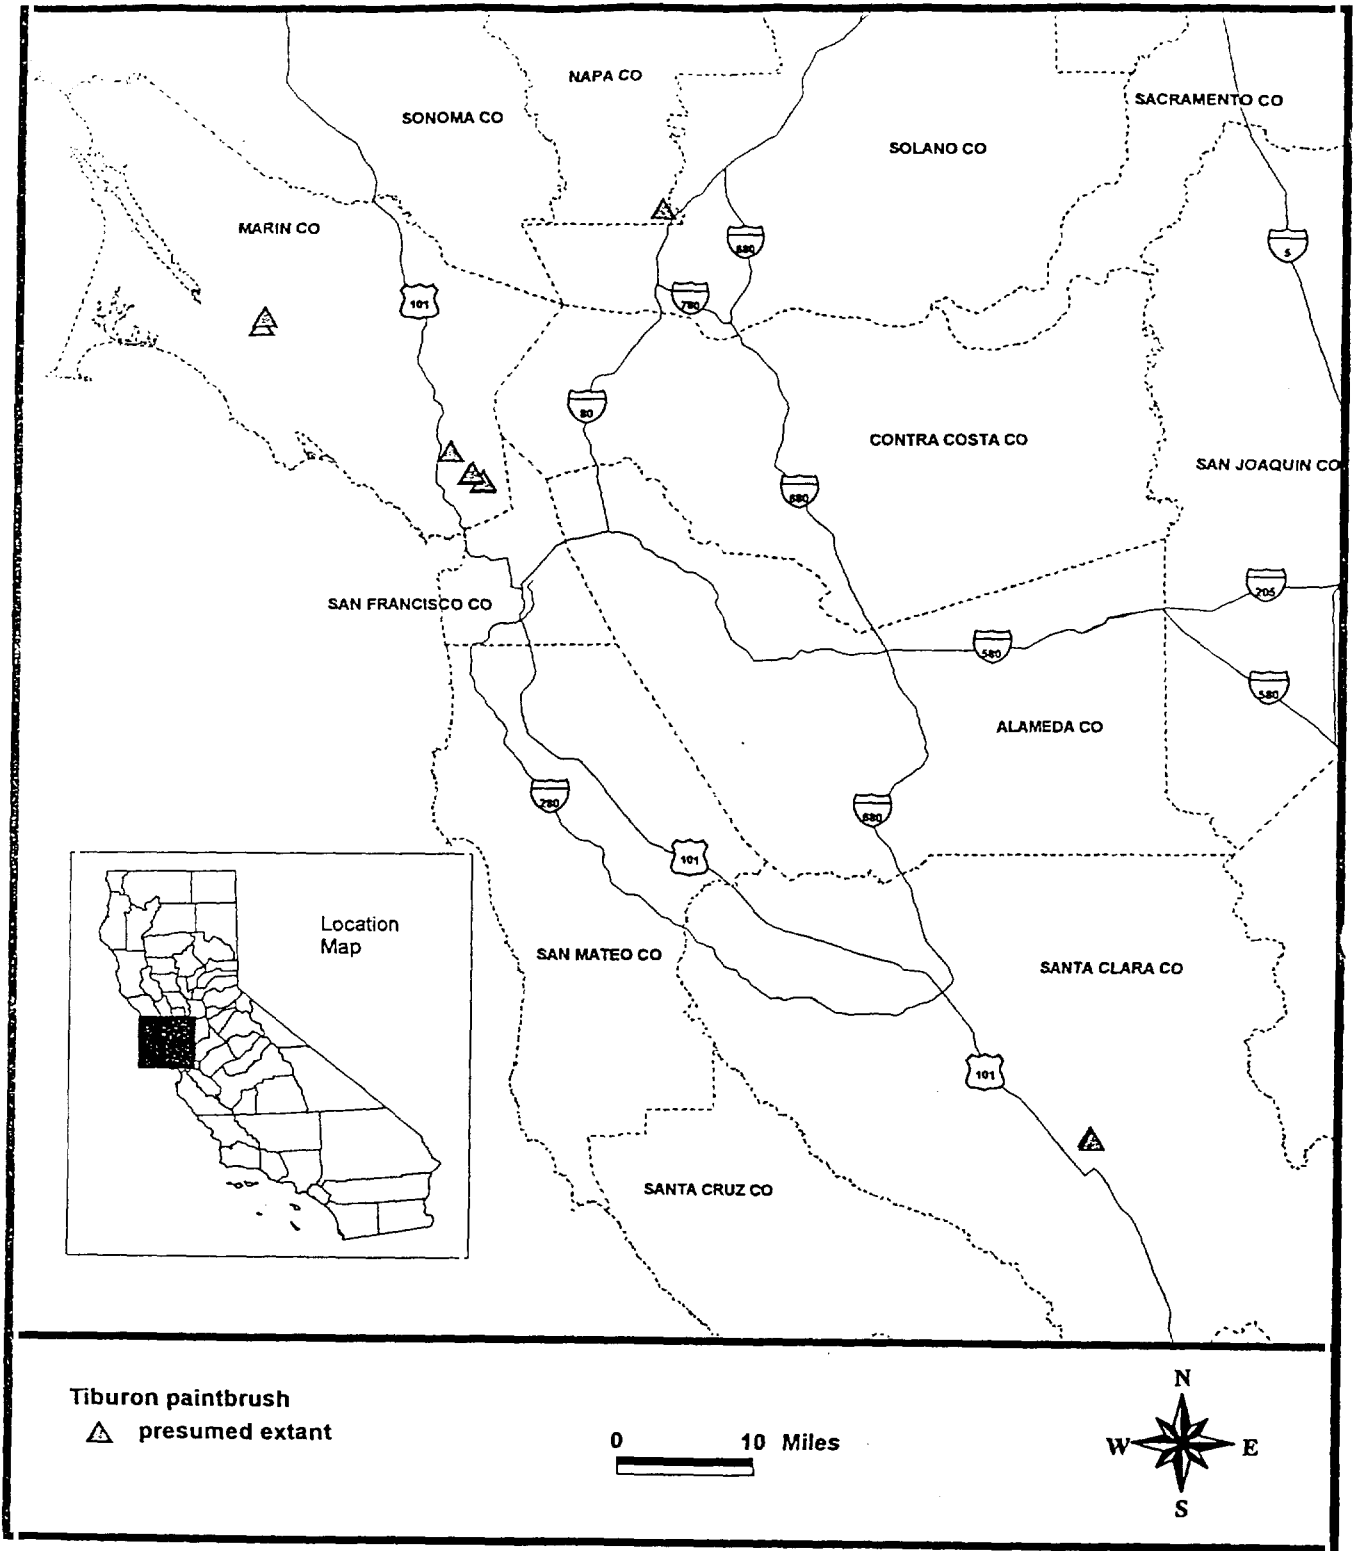 NAPA CO
SACRAMENTO CO
SONOMA CO
SOLANO CO
MARIN CO
680
5
780
101
80
CONTRA COSTA CO
SAN JOAQUIN CO
680
205
SAN FRANCISCO CO
580
580
ALAMEDA CO
280
680
101
Location
Map
SAN MATEO CO
SANTA CLARA CO
101
SANTA CRUZ CO
Tiburon paintbrush
presumed extant
0 10 Miles
N
W E
S